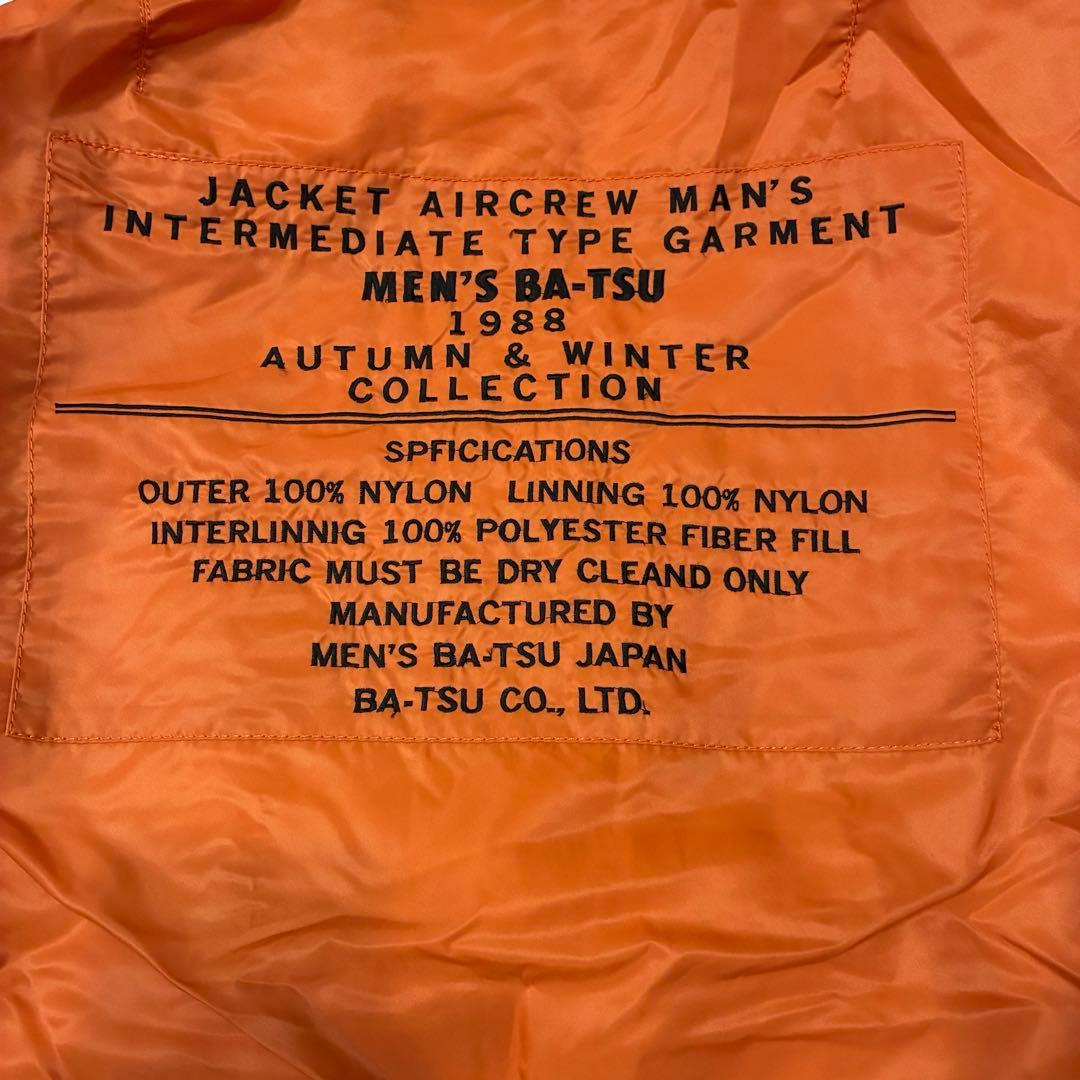 JACKET AIRCREW MAN'S
INTERMEDIATE TYPE GARMENT
MEN'S BA-TSU
1988
AUTUMN & WINTER
COLLECTION
SPFICICATIONS
OUTER 100% NYLON LINNING 100% NYLON
INTERLINNIG 100% POLYESTER FIBER FILL
FABRIC MUST BE DRY CLEAND ONLY
MANUFACTURED BY
MEN'S BA-TSU JAPAN
BA-TSU CO., LTD.